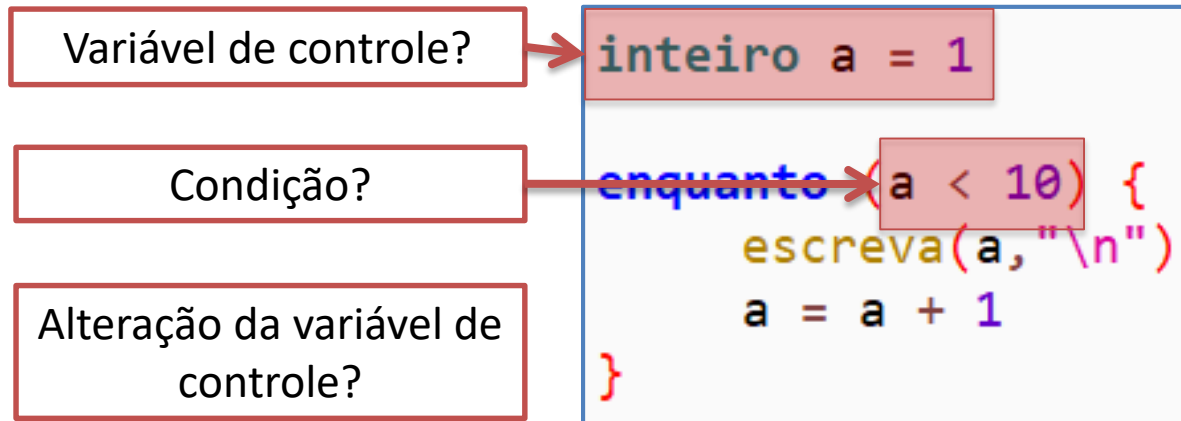 Variável de controle?
Condição?
Alteração da variável de
controle?
inteiro a = 1
enquanto (a < 10) {
escreva(a,"\n")
a = a + 1
}